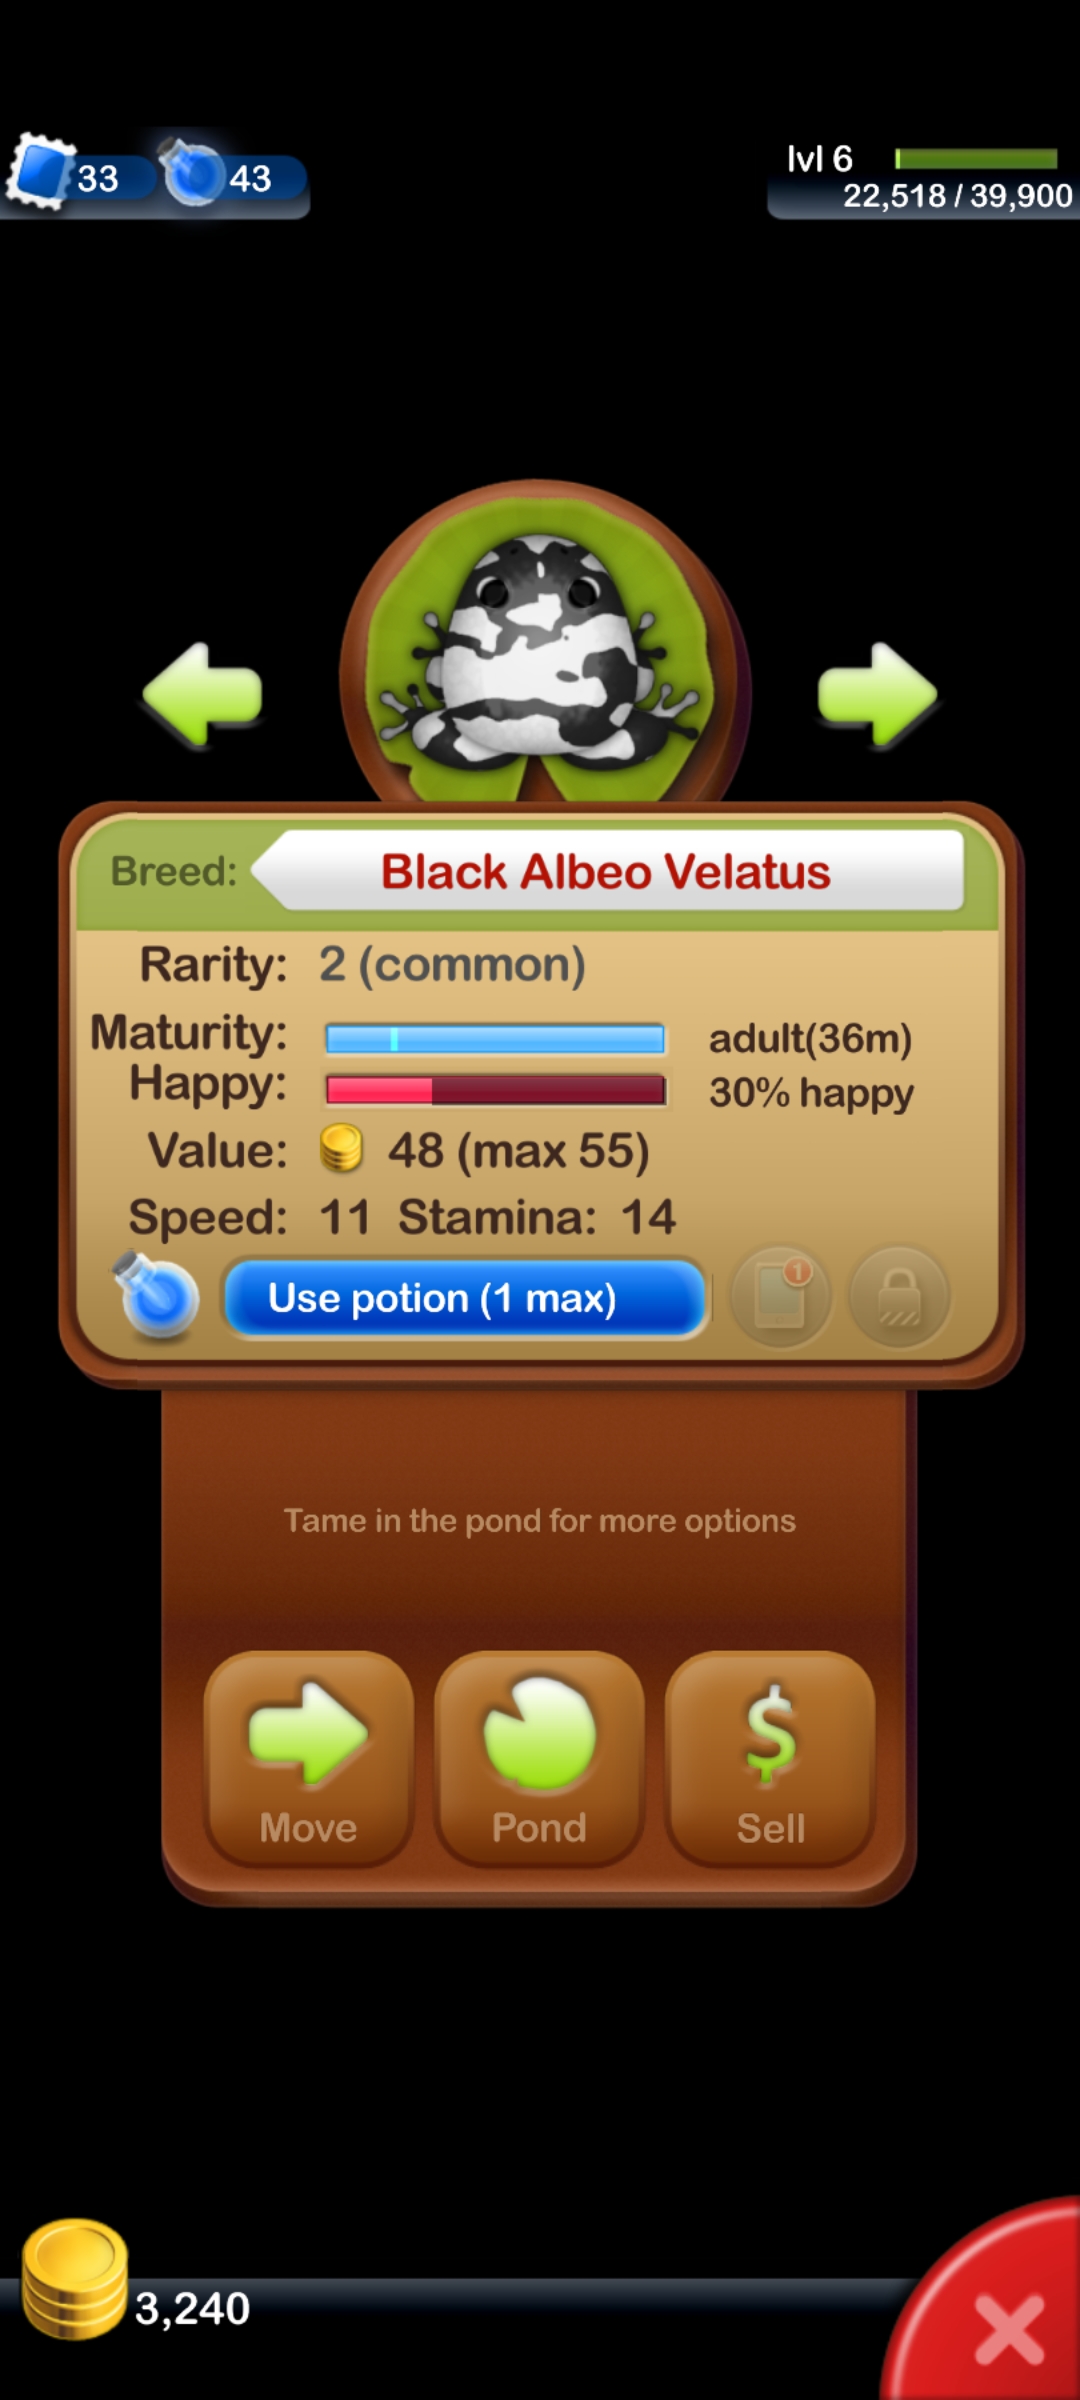 33
43
lvl 6
22,518 / 39,900
Breed: Black Albeo Velatus
Rarity: 2 (common)
Maturity: adult(36m)
Happy: 30% happy
Value: 48 (max 55)
Speed: 11 Stamina: 14
Use potion (1 max)
1
Tame in the pond for more options
$
Move
Pond
Sell
3,240